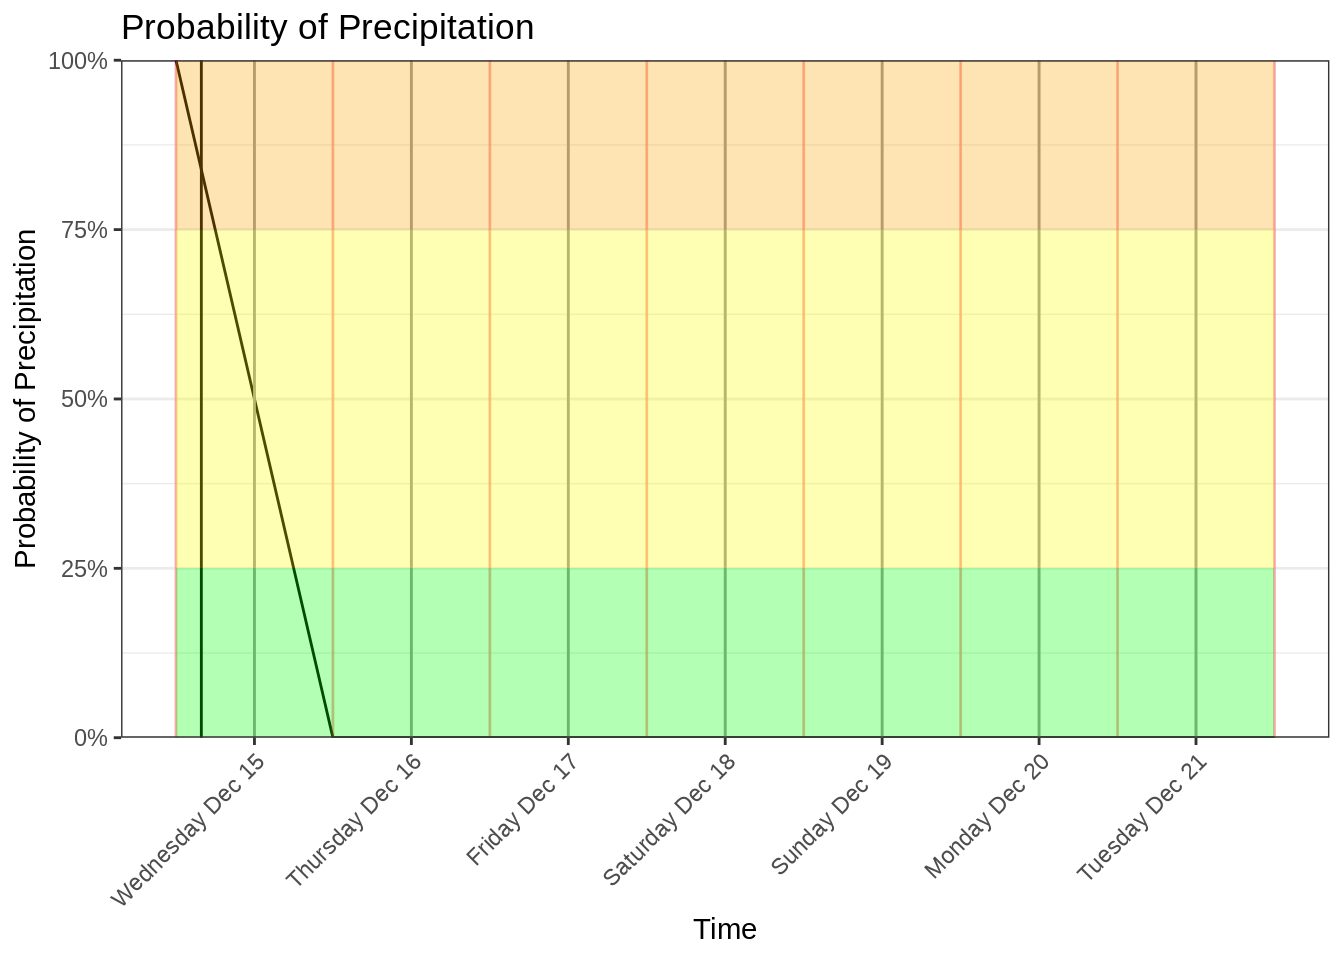 Probability of Precipitation
Probability of Precipitation
100%
75%
50%
25%
0%
Wednesday Dec 15
Thursday Dec 16
Friday Dec 17
Saturday Dec 18
Sunday Dec 19
Monday Dec 20
Tuesday Dec 21
Time